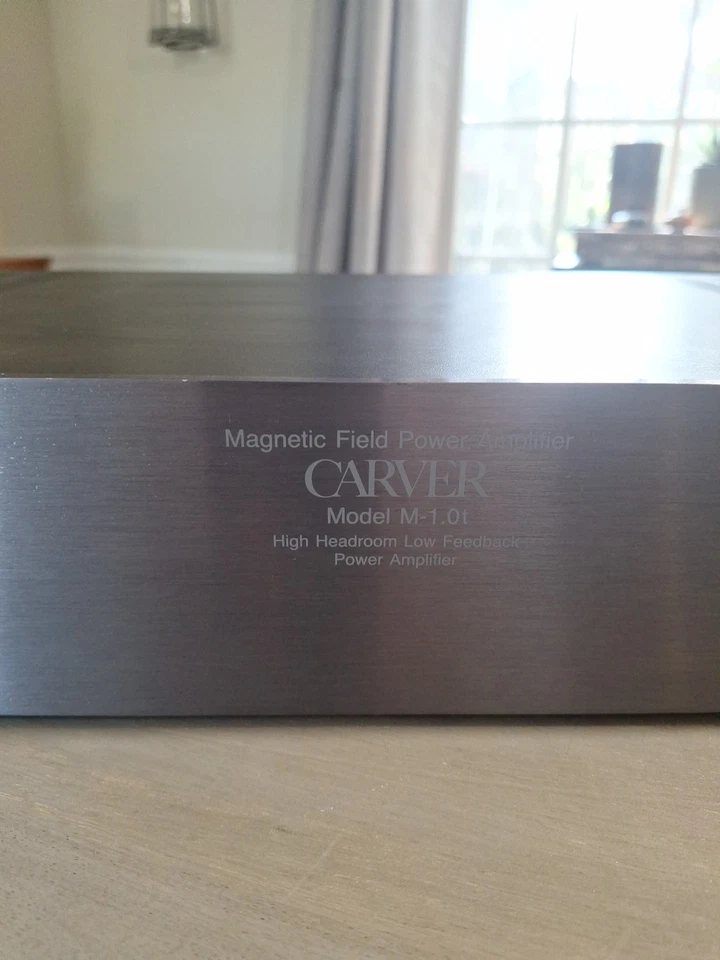 Magnetic Field Power Amplifier
CARVER
Model M-1.0t
High Headroom Low Feedback
Power Amplifier